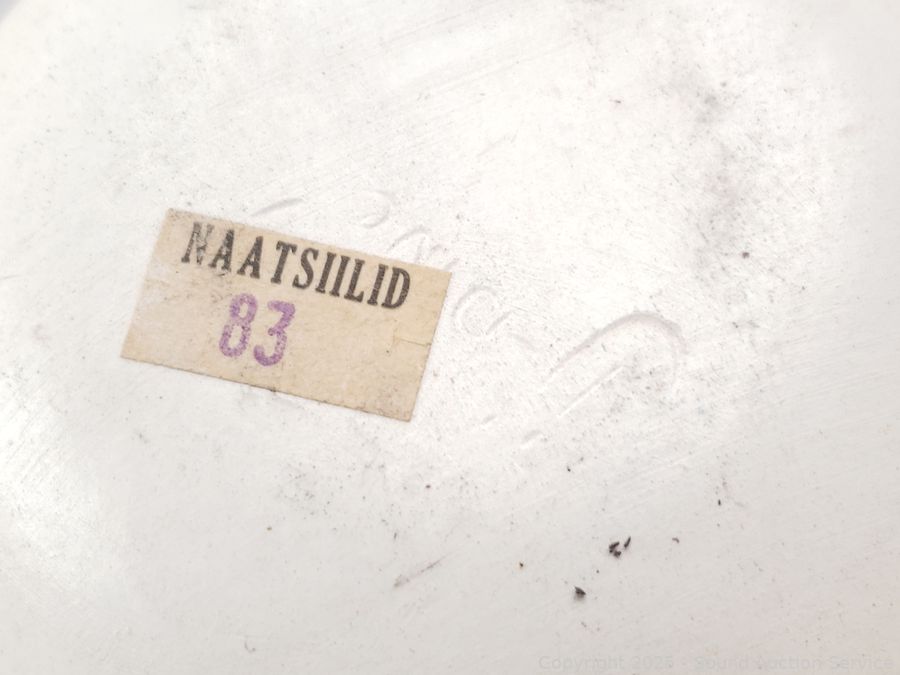 NAATSIILID
83
Copyright 2025 - Sound Auction Service